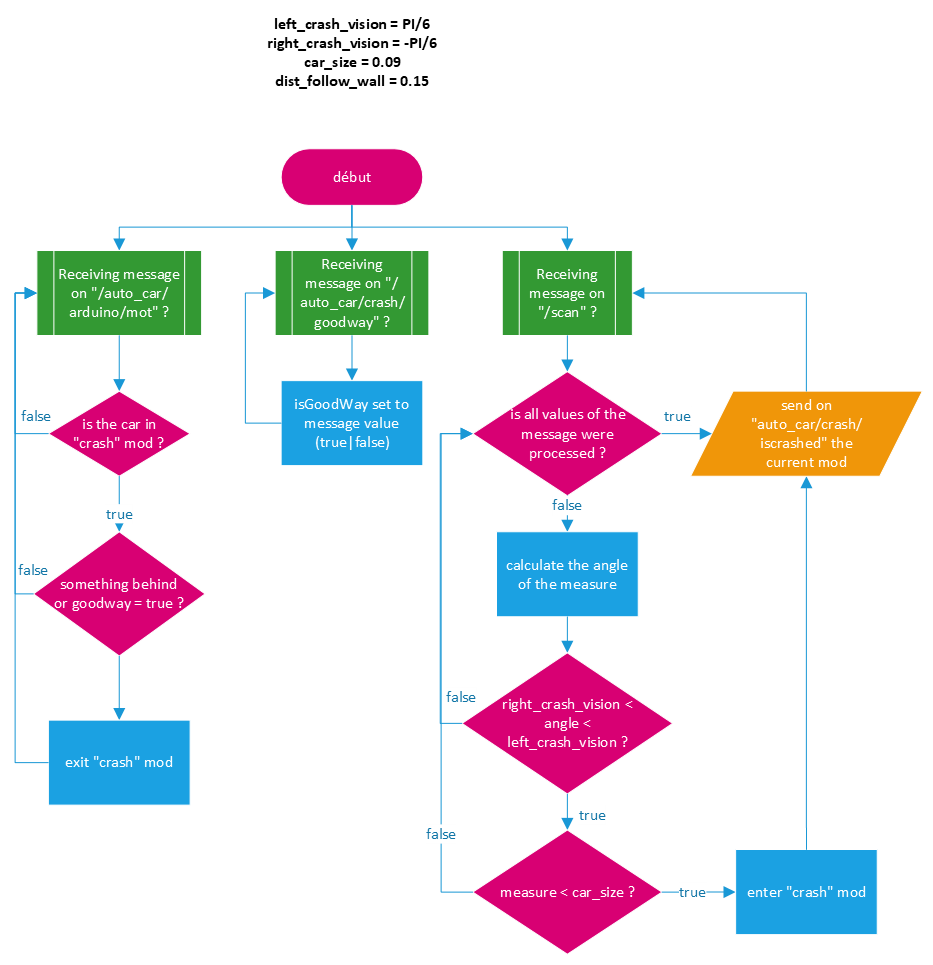 left_crash_vision = PI/6
right_crash_vision = -PI/6
car_size = 0.09
dist_follow_wall = 0.15
début
Receiving message
on "/auto_car/
arduino/mot" ?
Receiving
message on "/
auto_car/crash/
goodway" ?
Receiving
message on
"/scan" ?
false
is the car in
"crash" mod ?
true
false
something behind
or goodway = true ?
exit "crash" mod
isGoodWay set to
message value
(true|false)
is all values of the
message were
processed ?
true
send on
"auto_car/crash/
iscrashed" the
current mod
false
calculate the angle
of the measure
false
right_crash_vision <
angle <
left_crash_vision ?
true
false
measure < car_size ?
true
enter "crash" mod